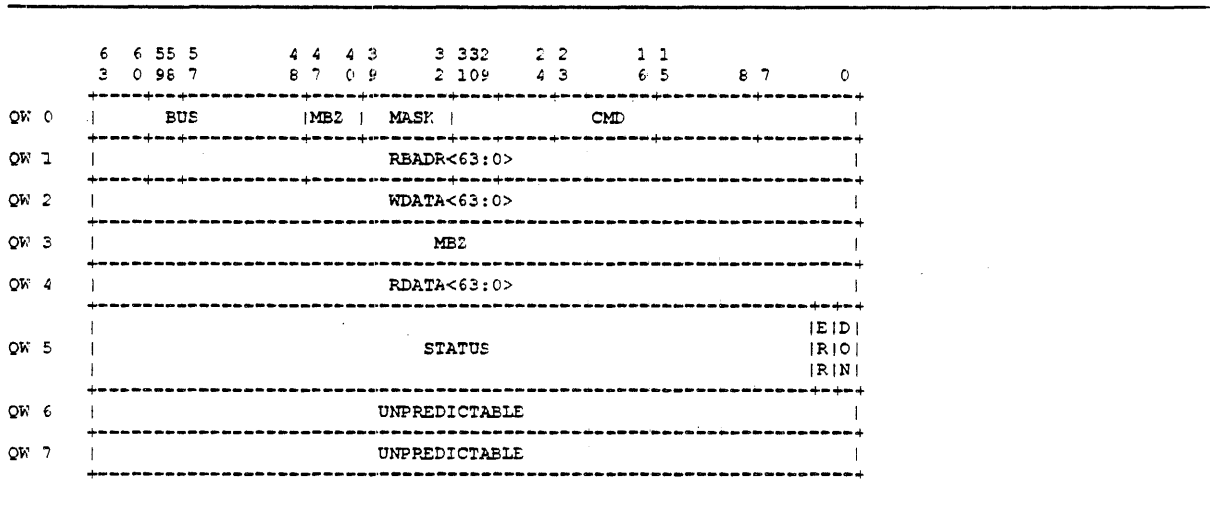 6 6 55 5 4 4 4 3 3 332 2 2 1 1
3 0 98 7 8 7 0 9 2 109 4 3 6 5 8 7 0
QW 0 | BUS |MBZ | MASK | CMD |
QW 1 | RBADR<63:0> |
QW 2 | WDATA<63:0> |
QW 3 | MBZ |
QW 4 | RDATA<63:0> |
|E|D|
QW 5 | STATUS |R|O|
|R|N|
QW 6 | UNPREDICTABLE |
QW 7 | UNPREDICTABLE |